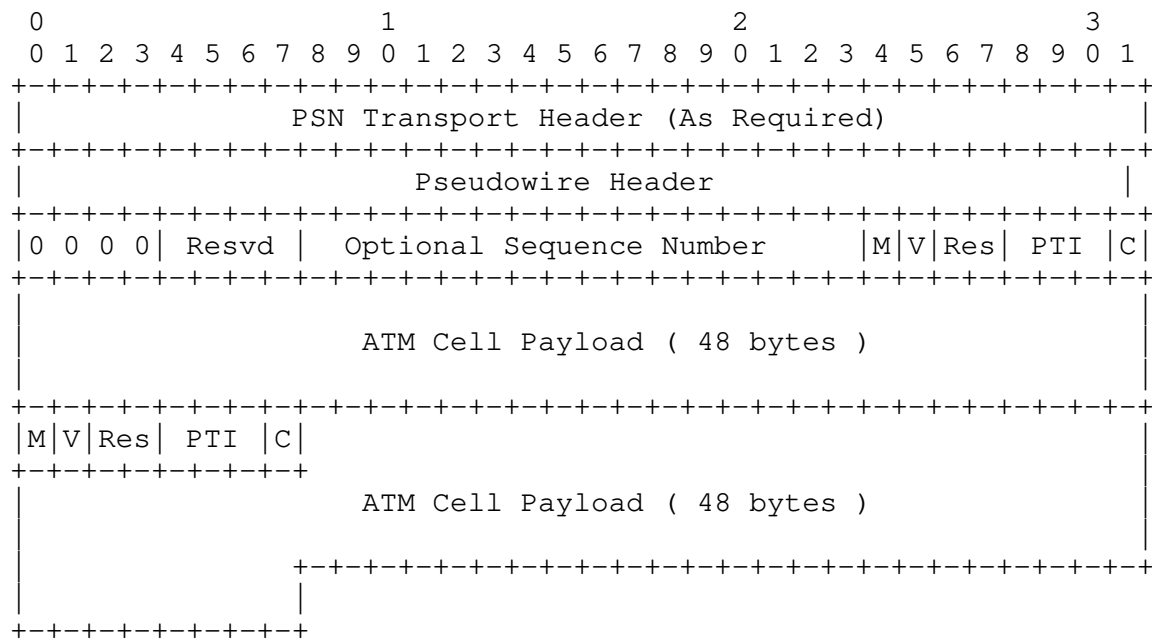 0                   1                   2                   3
 0 1 2 3 4 5 6 7 8 9 0 1 2 3 4 5 6 7 8 9 0 1 2 3 4 5 6 7 8 9 0 1
+-+-+-+-+-+-+-+-+-+-+-+-+-+-+-+-+-+-+-+-+-+-+-+-+-+-+-+-+-+-+-+-+
|               PSN Transport Header (As Required)              |
+-+-+-+-+-+-+-+-+-+-+-+-+-+-+-+-+-+-+-+-+-+-+-+-+-+-+-+-+-+-+-+-+
|                      Pseudowire Header                       |
+-+-+-+-+-+-+-+-+-+-+-+-+-+-+-+-+-+-+-+-+-+-+-+-+-+-+-+-+-+-+-+-+
|0 0 0 0| Resvd |  Optional Sequence Number     |M|V|Res| PTI |C|
+-+-+-+-+-+-+-+-+-+-+-+-+-+-+-+-+-+-+-+-+-+-+-+-+-+-+-+-+-+-+-+-+
|                                                               |
|                   ATM Cell Payload ( 48 bytes )               |
|                                                               |
+-+-+-+-+-+-+-+-+-+-+-+-+-+-+-+-+-+-+-+-+-+-+-+-+-+-+-+-+-+-+-+-+
|M|V|Res| PTI |C|                                               |
+-+-+-+-+-+-+-+-+                                               |
|                   ATM Cell Payload ( 48 bytes )               |
|                                                               |
|               +-+-+-+-+-+-+-+-+-+-+-+-+-+-+-+-+-+-+-+-+-+-+-+-+
|               |
+-+-+-+-+-+-+-+-+